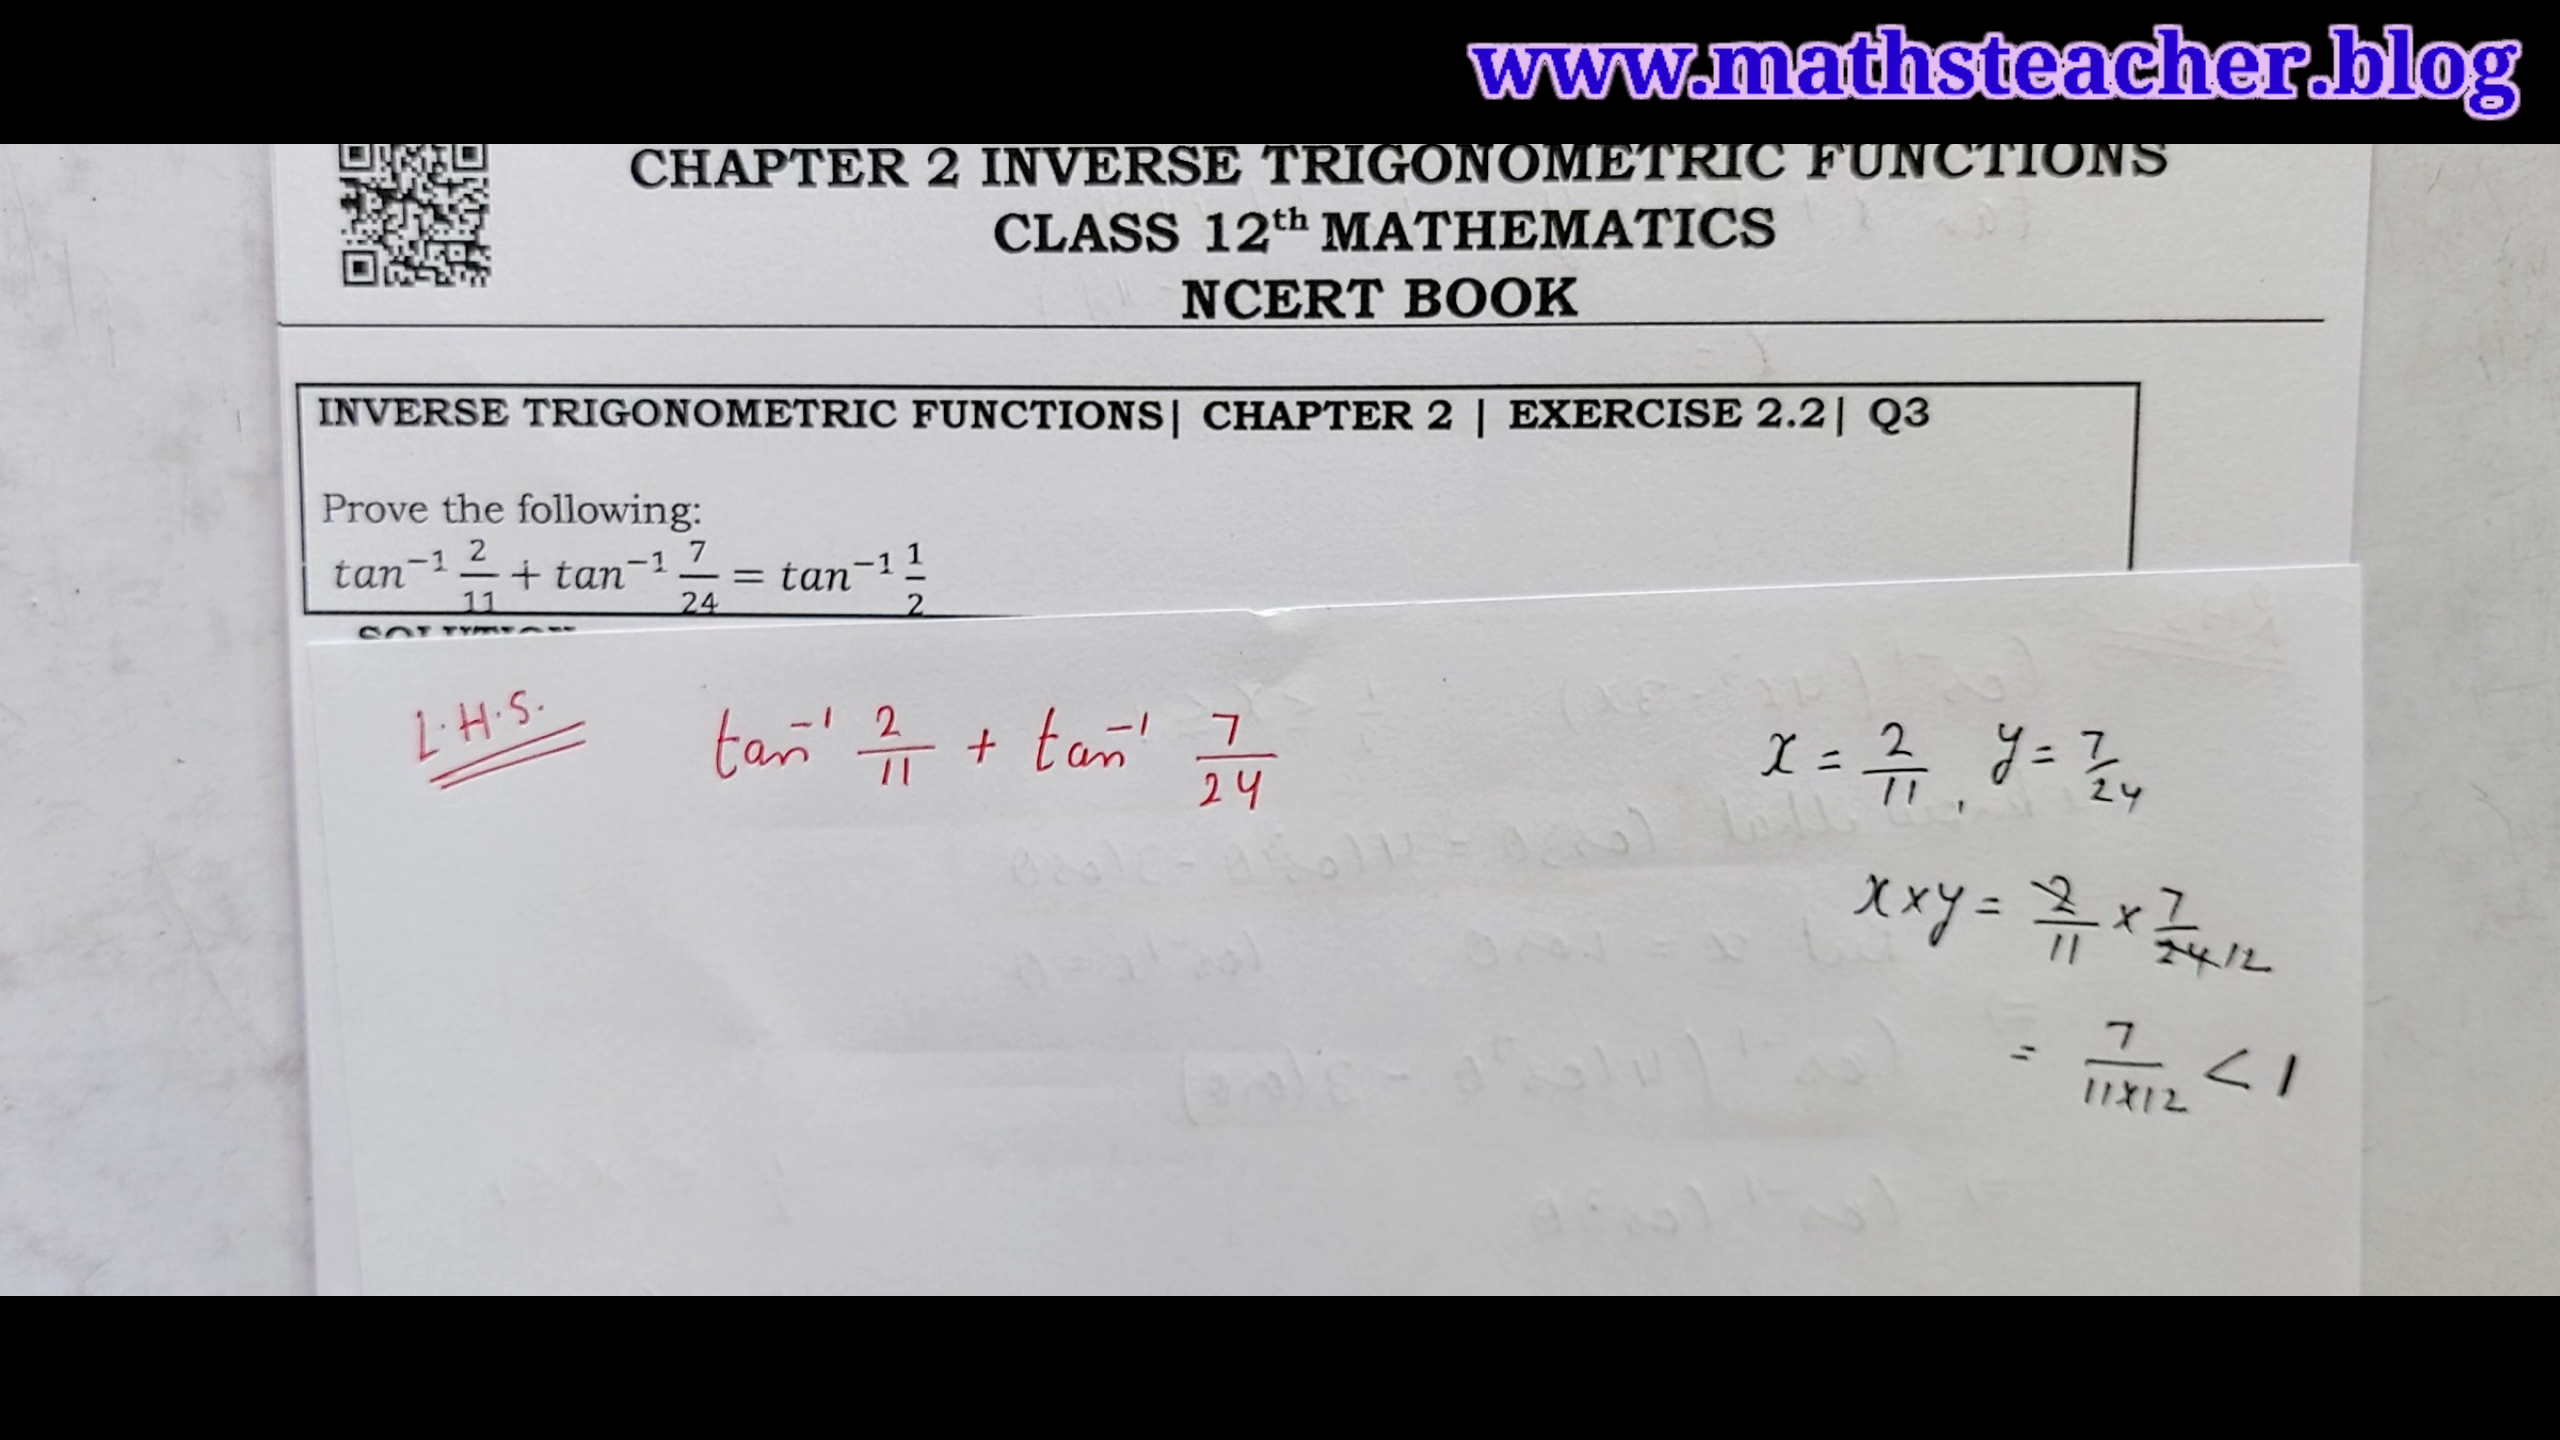 www.mathsteacher.blog
CHAPTER 2 INVERSE TRIGONOMETRIC FUNCTIONS
CLASS 12th MATHEMATICS
NCERT BOOK
INVERSE TRIGONOMETRIC FUNCTIONS| CHAPTER 2 | EXERCISE 2.2| Q3
Prove the following:
tan⁻¹ 2/11 + tan⁻¹ 7/24 = tan⁻¹ 1/2
SOLUTION
L.H.S. tan⁻¹ 2/11 + tan⁻¹ 7/24
x = 2/11, y = 7/24
x×y = 2/11 × 7/24 12
= 7/11×12 < 1